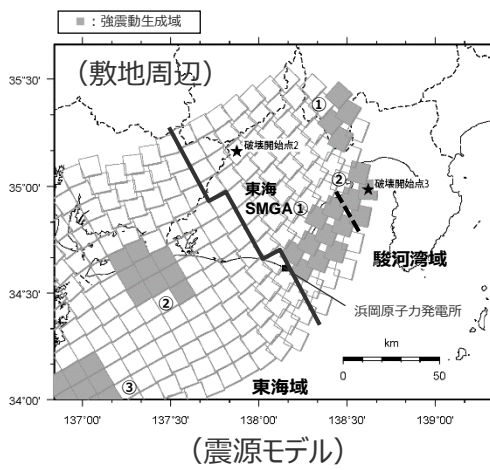 ■：強震動生成域
（敷地周辺）
35°30'
35°00'
34°30'
34°00'
①
★破壊開始点2
②
★破壊開始点3
東海
SMGA①
駿河湾域
②
浜岡原子力発電所
km
0 50
③
東海域
137°00' 137°30' 138°00' 138°30' 139°00'
（震源モデル）